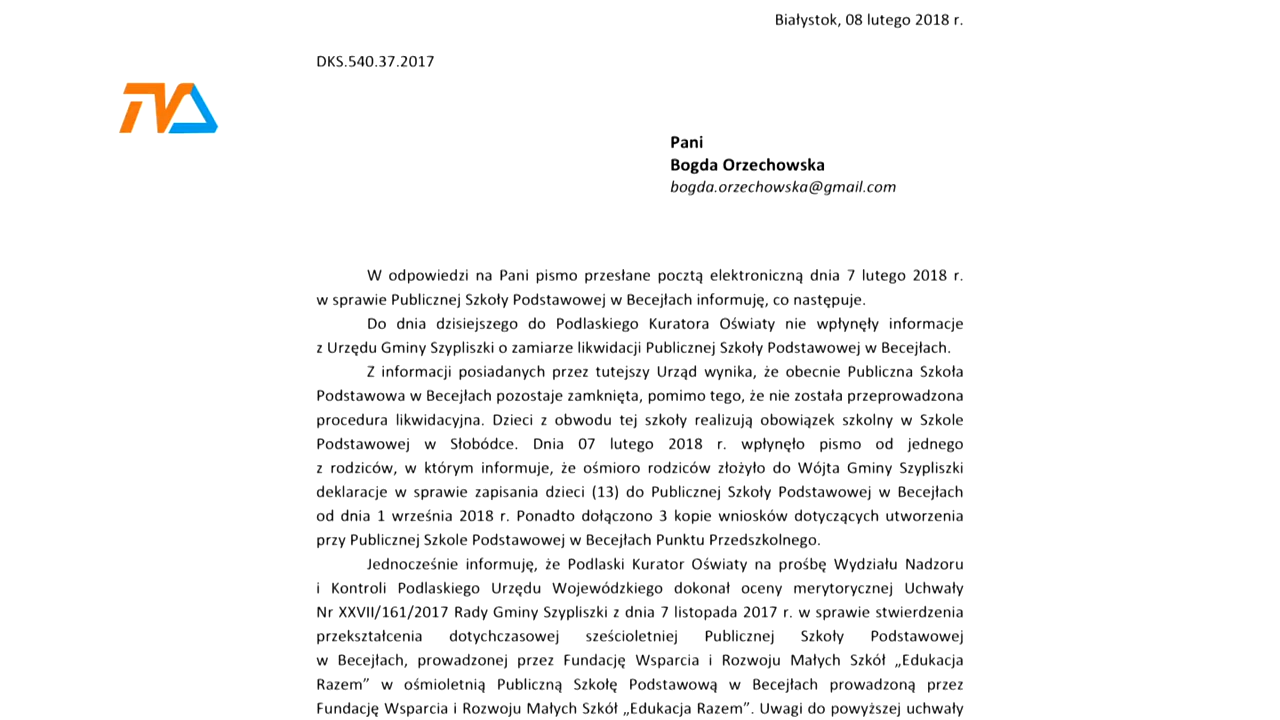 Białystok, 08 lutego 2018 r.
DKS.540.37.2017
TVA
Pani
Bogda Orzechowska
bogda.orzechowska@gmail.com
W odpowiedzi na Pani pismo przesłane pocztą elektroniczną dnia 7 lutego 2018 r.
w sprawie Publicznej Szkoły Podstawowej w Becejłach informuję, co następuje.
Do dnia dzisiejszego do Podlaskiego Kuratora Oświaty nie wpłynęły informacje
z Urzędu Gminy Szypliszki o zamiarze likwidacji Publicznej Szkoły Podstawowej w Becejłach.
Z informacji posiadanych przez tutejszy Urząd wynika, że obecnie Publiczna Szkoła
Podstawowa w Becejłach pozostaje zamknięta, pomimo tego, że nie została przeprowadzona
procedura likwidacyjna. Dzieci z obwodu tej szkoły realizują obowiązek szkolny w Szkole
Podstawowej w Słobódce. Dnia 07 lutego 2018 r. wpłynęło pismo od jednego
z rodziców, w którym informuje, że ośmioro rodziców złożyło do Wójta Gminy Szypliszki
deklaracje w sprawie zapisania dzieci (13) do Publicznej Szkoły Podstawowej w Becejłach
od dnia 1 września 2018 r. Ponadto dołączono 3 kopie wniosków dotyczących utworzenia
przy Publicznej Szkole Podstawowej w Becejłach Punktu Przedszkolnego.
Jednocześnie informuję, że Podlaski Kurator Oświaty na prośbę Wydziału Nadzoru
i Kontroli Podlaskiego Urzędu Wojewódzkiego dokonał oceny merytorycznej Uchwały
Nr XXVII/161/2017 Rady Gminy Szypliszki z dnia 7 listopada 2017 r. w sprawie stwierdzenia
przekształcenia dotychczasowej sześcioletniej Publicznej Szkoły Podstawowej
w Becejłach, prowadzonej przez Fundację Wsparcia i Rozwoju Małych Szkół „Edukacja
Razem” w ośmioletnią Publiczną Szkołę Podstawową w Becejłach prowadzoną przez
Fundację Wsparcia i Rozwoju Małych Szkół „Edukacja Razem”. Uwagi do powyższej uchwały